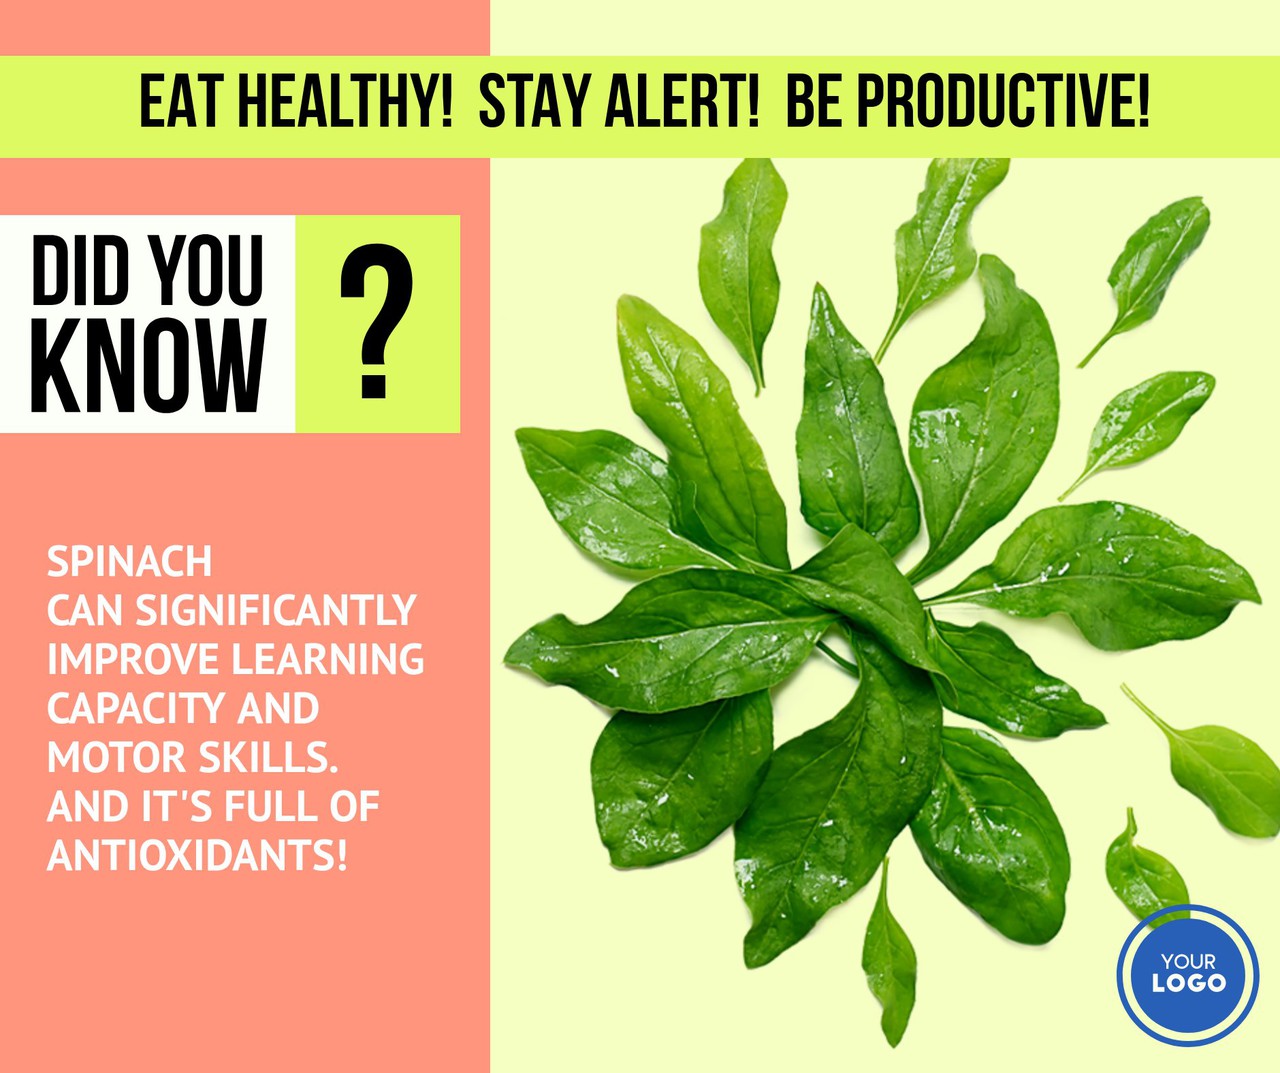 EAT HEALTHY! STAY ALERT! BE PRODUCTIVE!
DID YOU
KNOW
?
SPINACH
CAN SIGNIFICANTLY
IMPROVE LEARNING
CAPACITY AND
MOTOR SKILLS.
AND IT'S FULL OF
ANTIOXIDANTS!
YOUR
LOGO